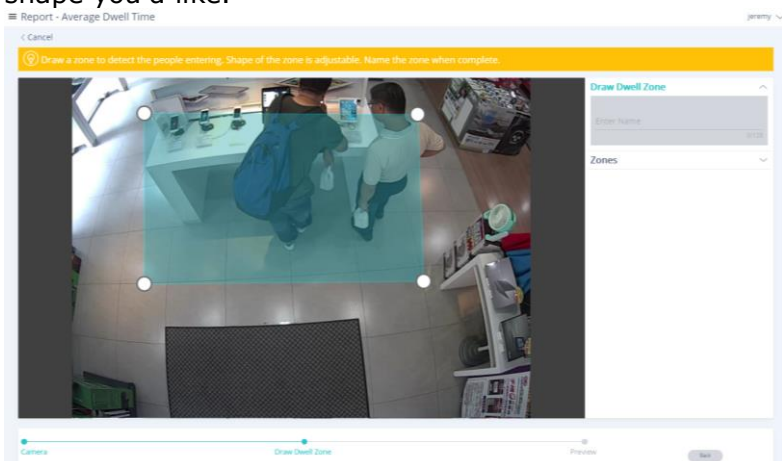 shape you'd like.
Report - Average Dwell Time
jeremy
< Cancel
Draw a zone to detect the people entering. Shape of the zone is adjustable. Name the zone when complete.
Draw Dwell Zone
Enter Name
Zones
Camera
Draw Dwell Zone
Preview